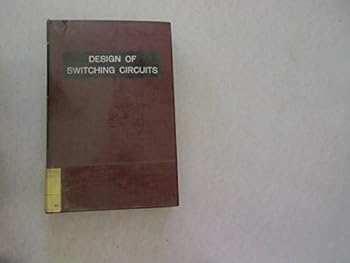 DESIGN OF
SWITCHING CIRCUITS